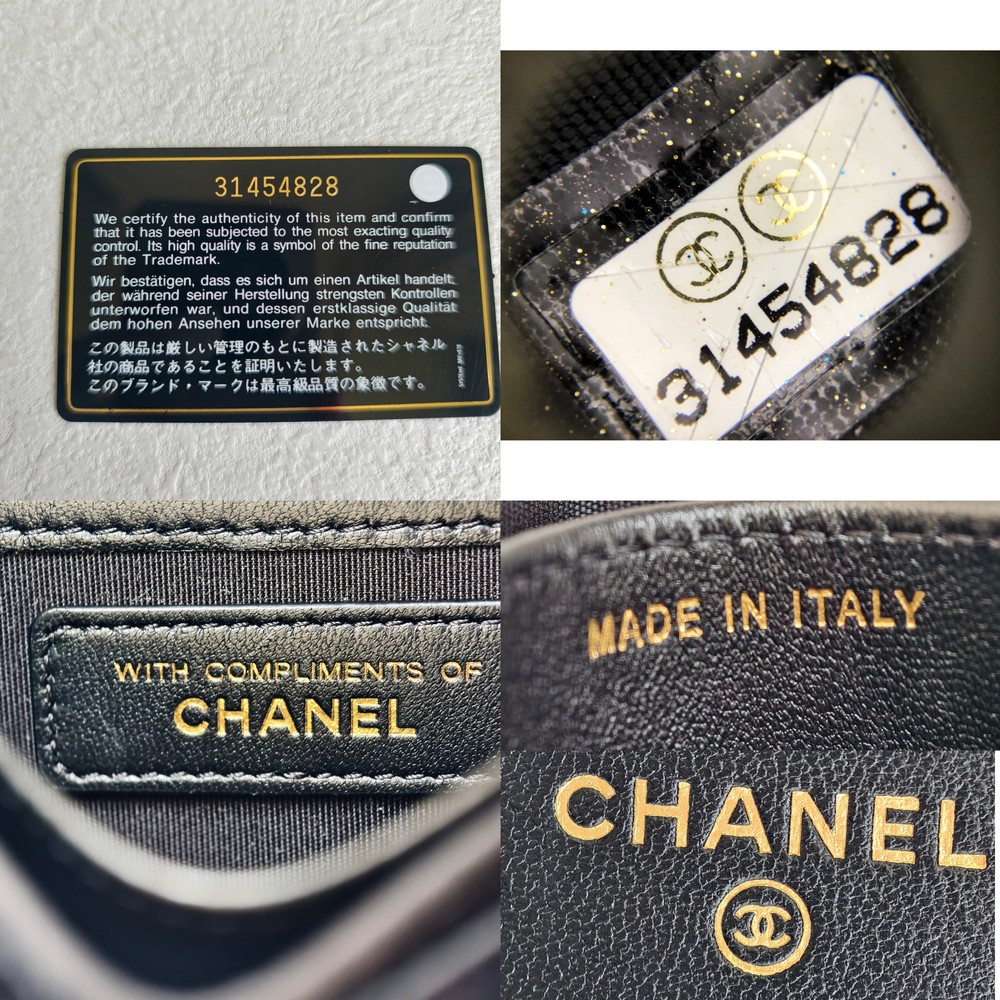 31454828
We certify the authenticity of this item and confirm
that it has been subjected to the most exacting quality
control. Its high quality is a symbol of the fine reputation
of the Trademark.
Wir bestätigen, dass es sich um einen Artikel handelt,
der während seiner Herstellung strengsten Kontrollen
unterworfen war, und dessen erstklassige Qualität
dem hohen Ansehen unserer Marke entspricht.
この製品は厳しい管理のもとに製造されたシャネル
社の商品であることを証明いたします。
このブランド・マークは最高級品質の象徴です。
31454828
WITH COMPLIMENTS OF
CHANEL
MADE IN ITALY
CHANEL